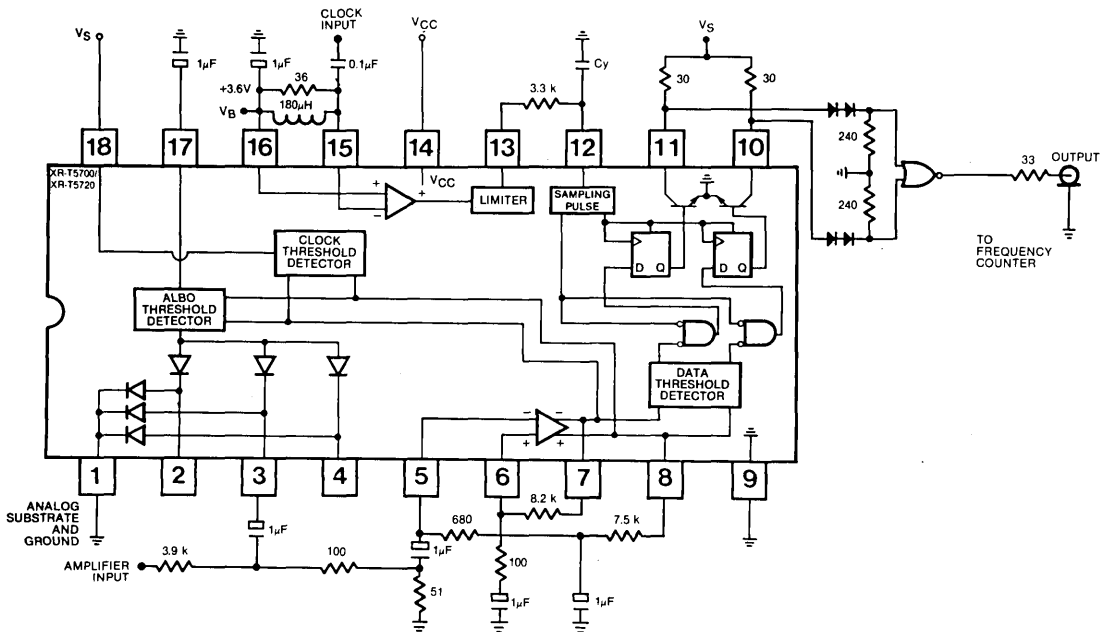 CLOCK
INPUT
VS
1μF
1μF
0.1μF
VCC
Cy
VS
+3.6V
36
VB
180μH
3.3 k
30
30
240
240
33
OUTPUT
TO
FREQUENCY
COUNTER
18
17
16
15
14
13
12
11
10
XR-T5700/
XR-T5720
+
−
+
VCC
LIMITER
SAMPLING
PULSE
CLOCK
THRESHOLD
DETECTOR
D Q
D Q
ALBO
THRESHOLD
DETECTOR
DATA
THRESHOLD
DETECTOR
− −
+ +
1
2
3
4
5
6
7
8
9
ANALOG
SUBSTRATE
AND
GROUND
1μF
8.2 k
680
7.5 k
1μF
AMPLIFIER
INPUT
3.9 k
100
51
100
1μF
1μF